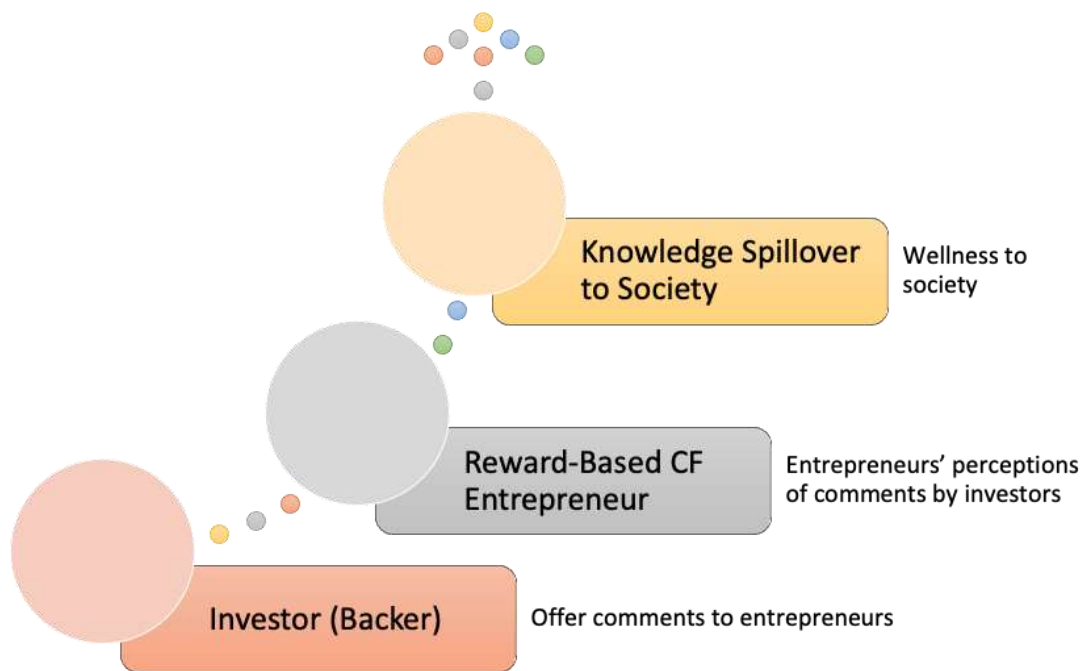 Knowledge Spillover
to Society
Wellness to
society
Reward-Based CF
Entrepreneur
Entrepreneurs’ perceptions
of comments by investors
Investor (Backer)
Offer comments to entrepreneurs